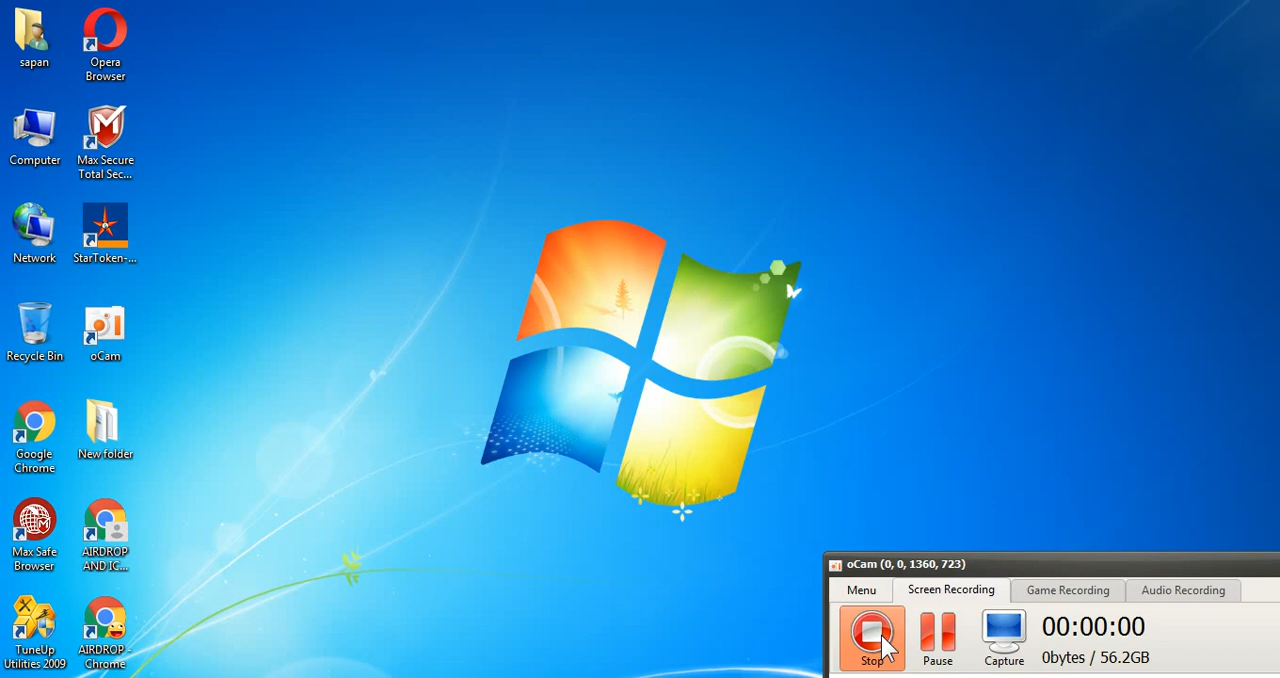 sapan
Opera
Browser
Computer
Max Secure
Total Sec...
Network
StarToken-...
Recycle Bin
oCam
Google
Chrome
New folder
Max Safe
Browser
AIRDROP
AND IC...
TuneUp
Utilities 2009
AIRDROP -
Chrome
oCam (0, 0, 1360, 723)
Menu
Screen Recording
Game Recording
Audio Recording
Stop
Pause
Capture
00:00:00
0bytes / 56.2GB